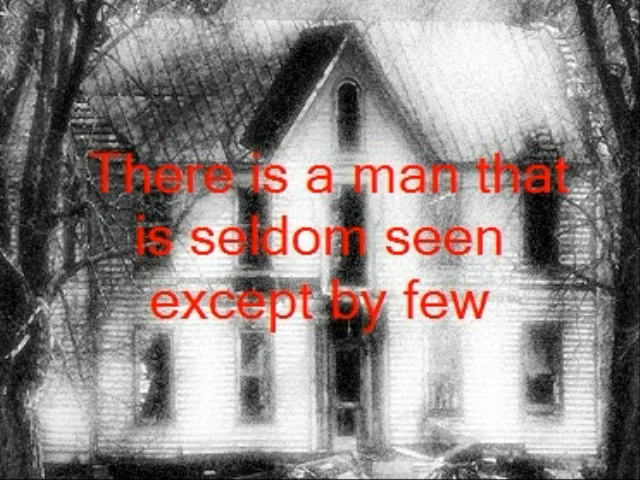 There is a man that
is seldom seen
except by few